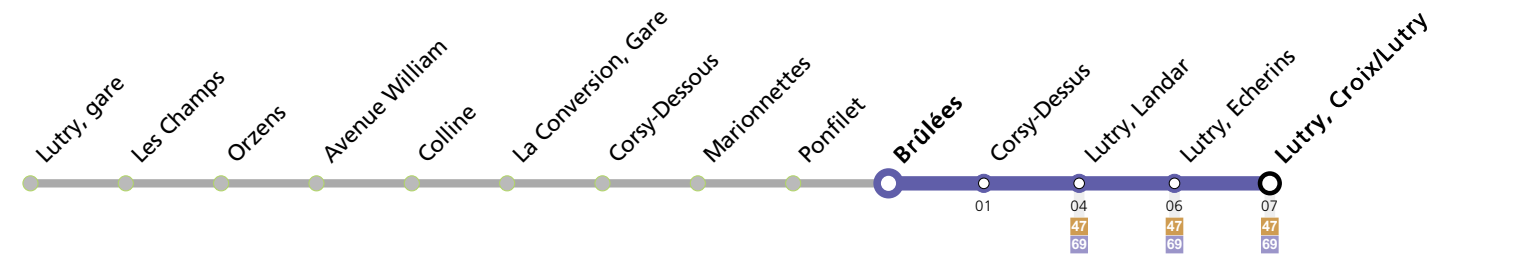 Lutry, gare
Les Champs
Orzens
Avenue William
Colline
La Conversion, Gare
Corsy-Dessous
Marionnettes
Ponfilet
Brûlées
Corsy-Dessus
Lutry, Landar
Lutry, Echerins
Lutry, Croix/Lutry
01 04 06 07
47 47 47
69 69 69